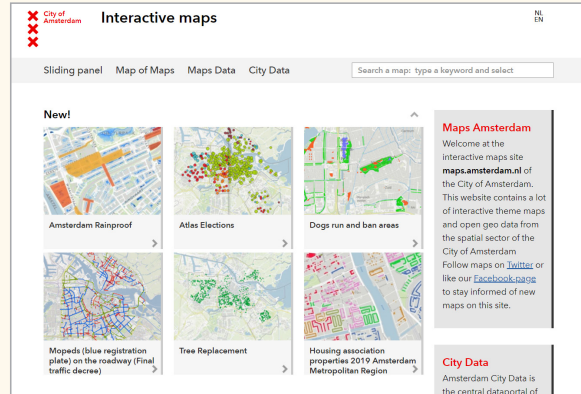 City of
Amsterdam
Interactive maps
NL
EN
Sliding panel Map of Maps Maps Data City Data
Search a map: type a keyword and select
New!
Amsterdam Rainproof
Atlas Elections
Dogs run and ban areas
Mopeds (blue registration
plate) on the roadway (Final
traffic decree)
Tree Replacement
Housing association
properties 2019 Amsterdam
Metropolitan Region
Maps Amsterdam
Welcome at the
interactive maps site
maps.amsterdam.nl of
the City of Amsterdam.
This website contains a lot
of interactive theme maps
and open geo data from
the spatial sector of the
City of Amsterdam
Follow maps on Twitter or
like our Facebook-page
to stay informed of new
maps on this site.
City Data
Amsterdam City Data is
the central dataportal of